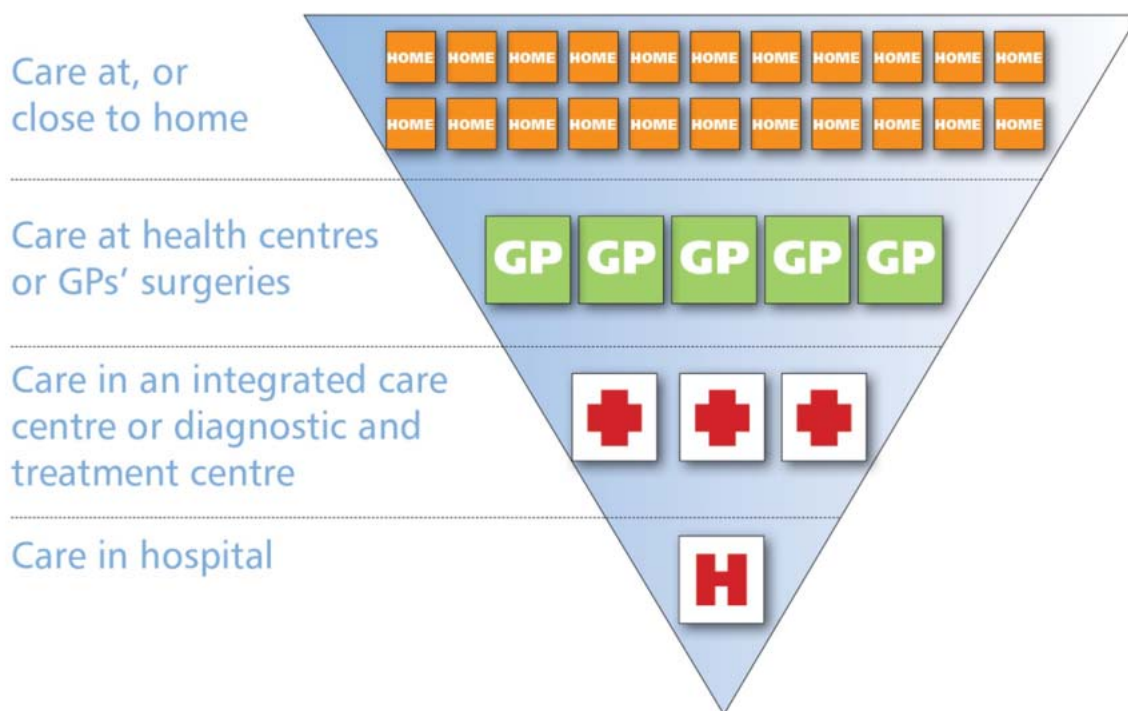 Care at, or
close to home
HOME HOME HOME HOME HOME HOME HOME HOME HOME HOME HOME
HOME HOME HOME HOME HOME HOME HOME HOME HOME HOME HOME
Care at health centres
or GPs’ surgeries
GP GP GP GP GP
Care in an integrated care
centre or diagnostic and
treatment centre
Care in hospital
H